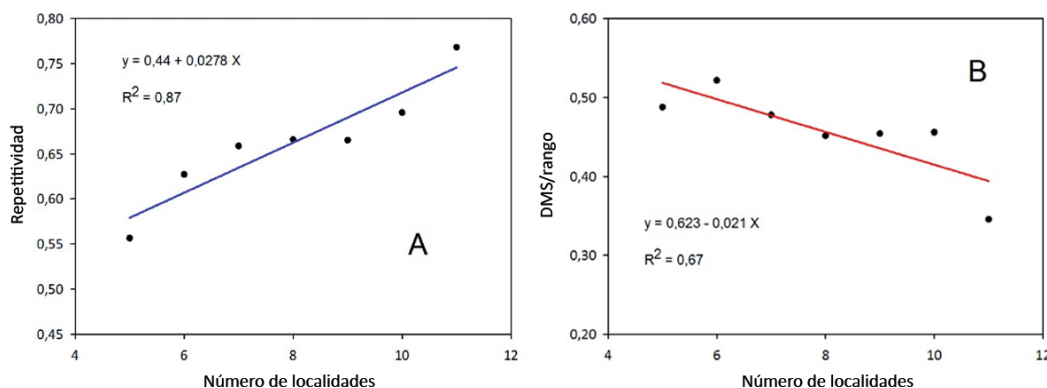 0,80
0,75
0,70
0,65
0,60
0,55
0,50
0,45
Repetitividad
y = 0,44 + 0,0278 X
R2 = 0,87
A
4 6 8 10 12
Número de localidades
0,60
0,50
0,40
0,30
0,20
DMS/rango
B
y = 0,623 - 0,021 X
R2 = 0,67
4 6 8 10 12
Número de localidades